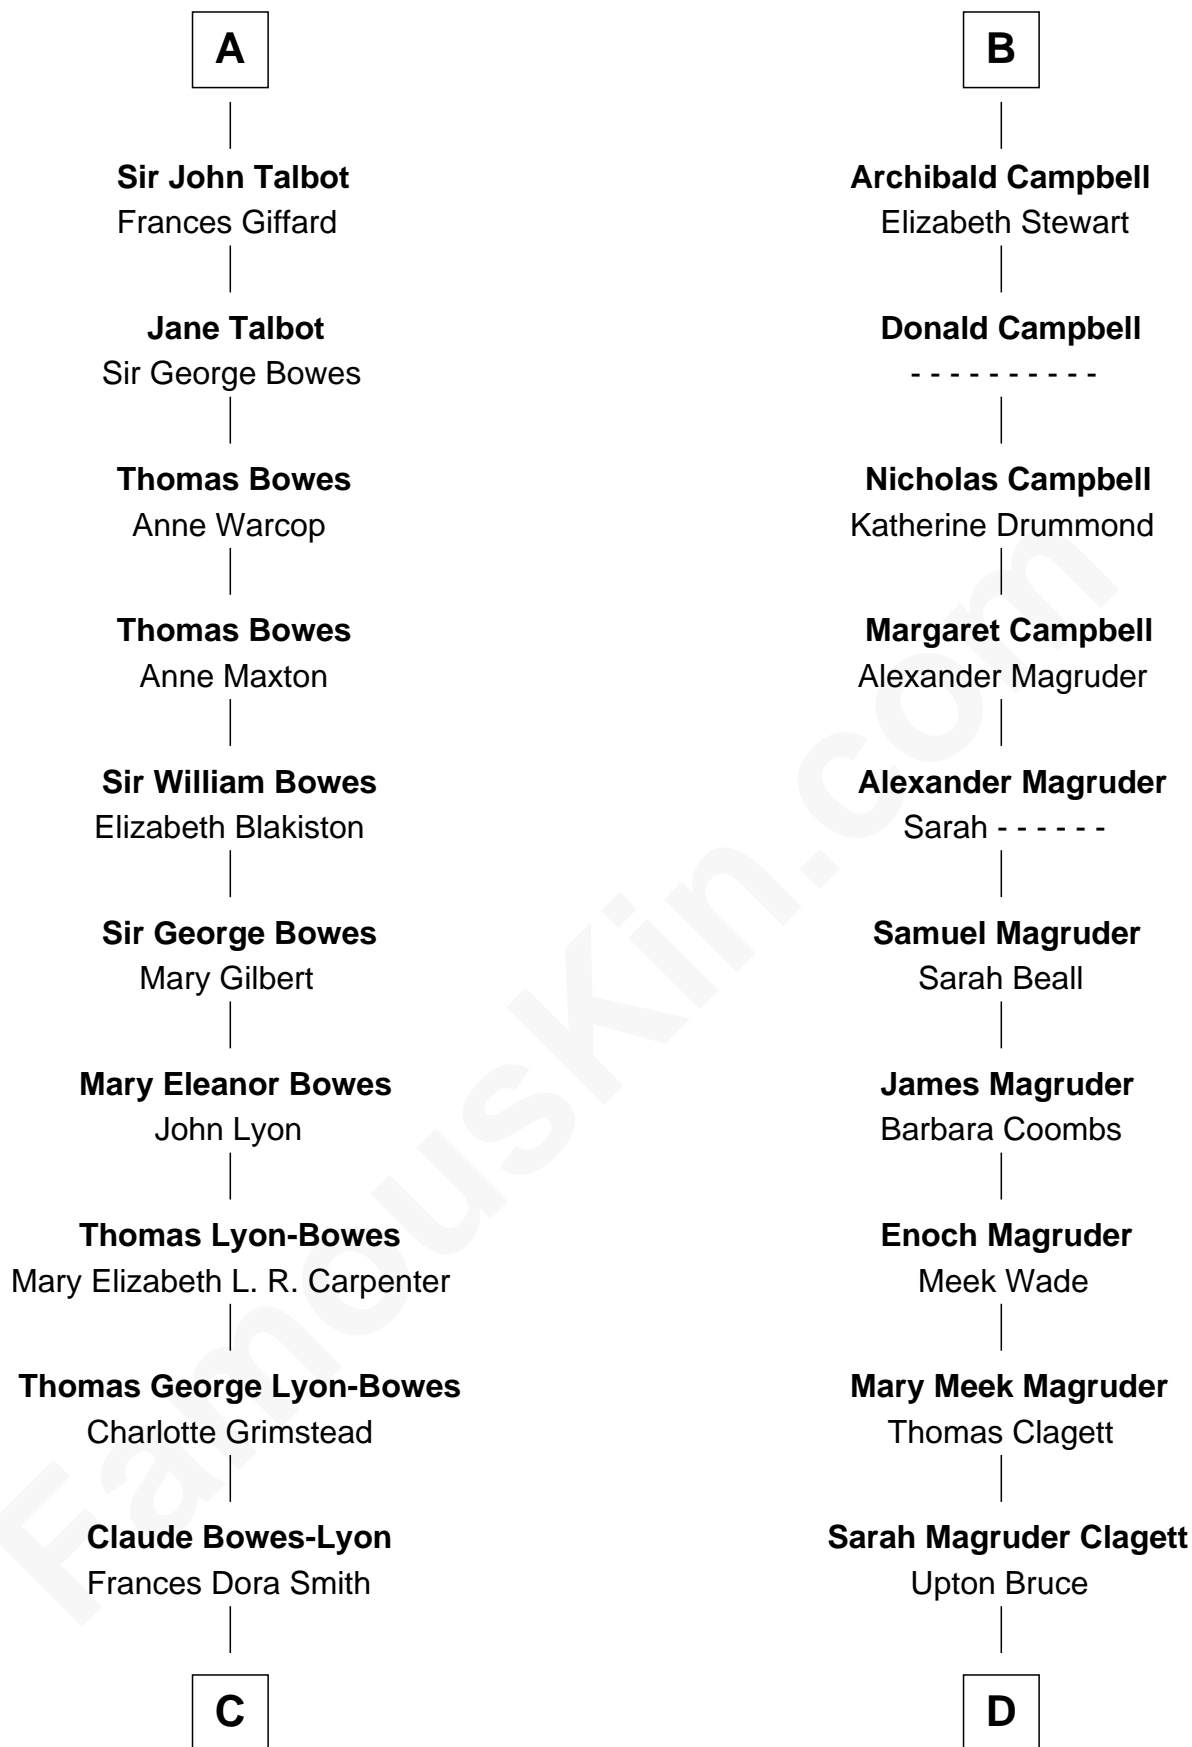 A
Sir John Talbot
Frances Giffard
Jane Talbot
Sir George Bowes
Thomas Bowes
Anne Warcop
Thomas Bowes
Anne Maxton
Sir William Bowes
Elizabeth Blakiston
Sir George Bowes
Mary Gilbert
Mary Eleanor Bowes
John Lyon
Thomas Lyon-Bowes
Mary Elizabeth L. R. Carpenter
Thomas George Lyon-Bowes
Charlotte Grimstead
Claude Bowes-Lyon
Frances Dora Smith
C
B
Archibald Campbell
Elizabeth Stewart
Donald Campbell
- - - - - - - - - -
Nicholas Campbell
Katherine Drummond
Margaret Campbell
Alexander Magruder
Alexander Magruder
Sarah - - - - - -
Samuel Magruder
Sarah Beall
James Magruder
Barbara Coombs
Enoch Magruder
Meek Wade
Mary Meek Magruder
Thomas Clagett
Sarah Magruder Clagett
Upton Bruce
D
FamousKin.com